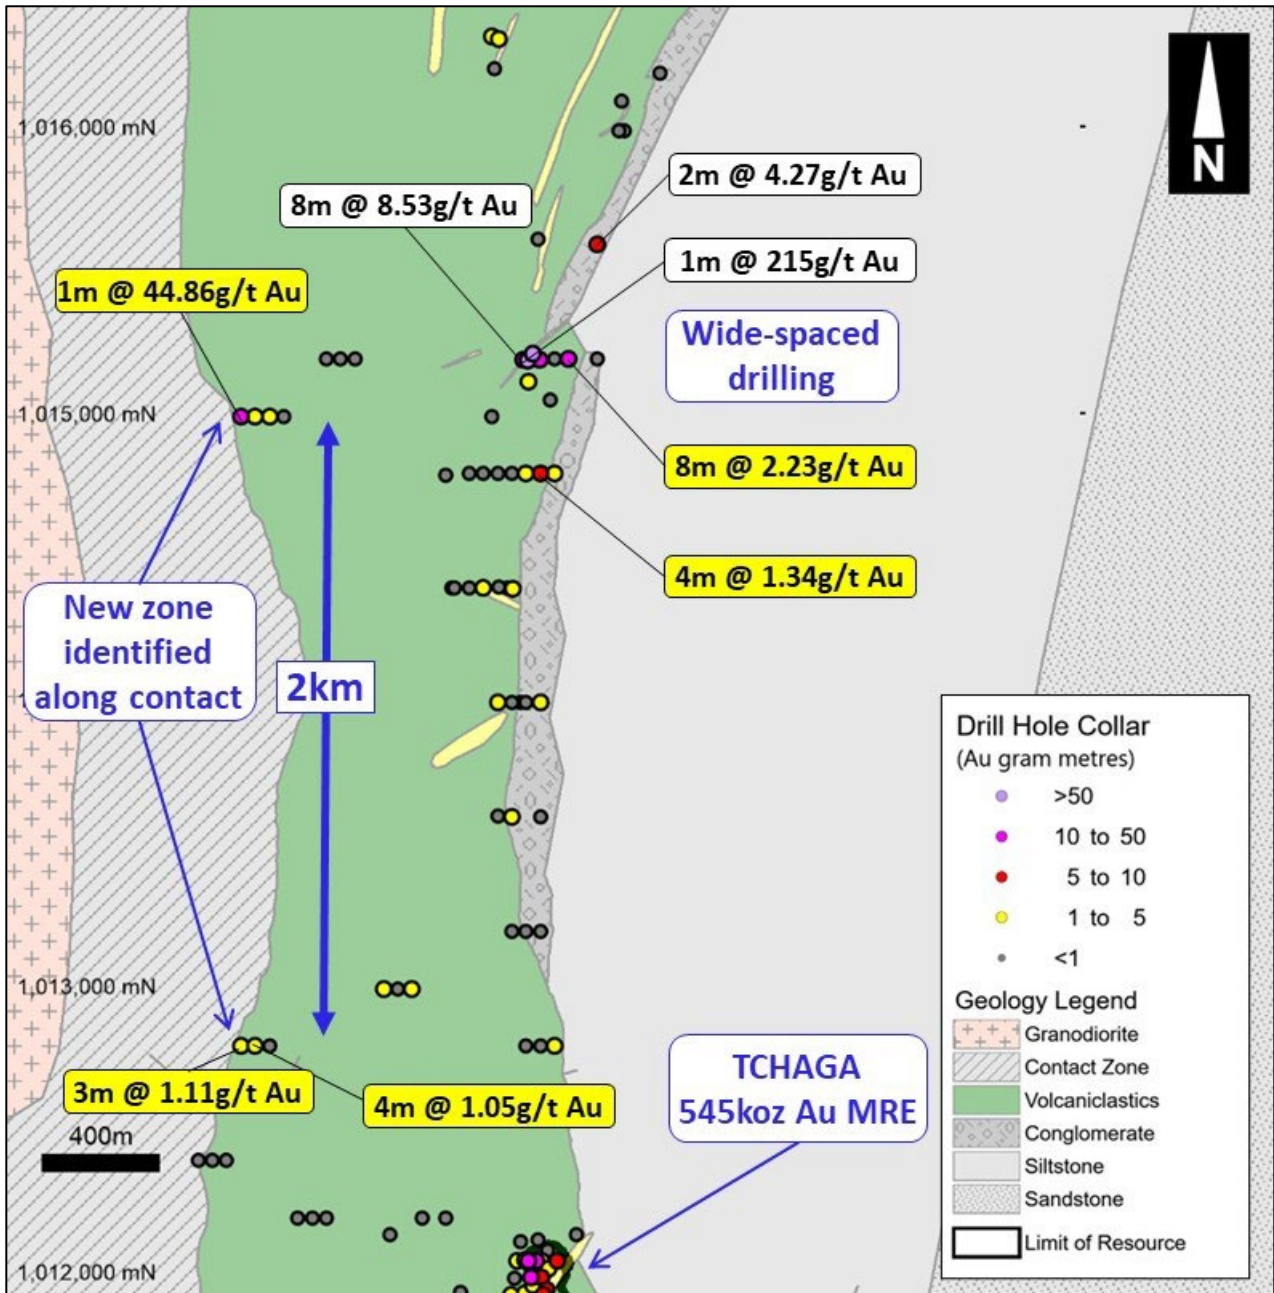 1,016,000 mN
N
2m @ 4.27g/t Au
8m @ 8.53g/t Au
1m @ 215g/t Au
1m @ 44.86g/t Au
Wide-spaced
drilling
1,015,000 mN
8m @ 2.23g/t Au
4m @ 1.34g/t Au
New zone
identified
along contact
2km
1,013,000 mN
3m @ 1.11g/t Au
4m @ 1.05g/t Au
TCHAGA
545koz Au MRE
400m
1,012,000 mN
Drill Hole Collar
(Au gram metres)
>50
10 to 50
5 to 10
1 to 5
<1
Geology Legend
Granodiorite
Contact Zone
Volcaniclastics
Conglomerate
Siltstone
Sandstone
Limit of Resource